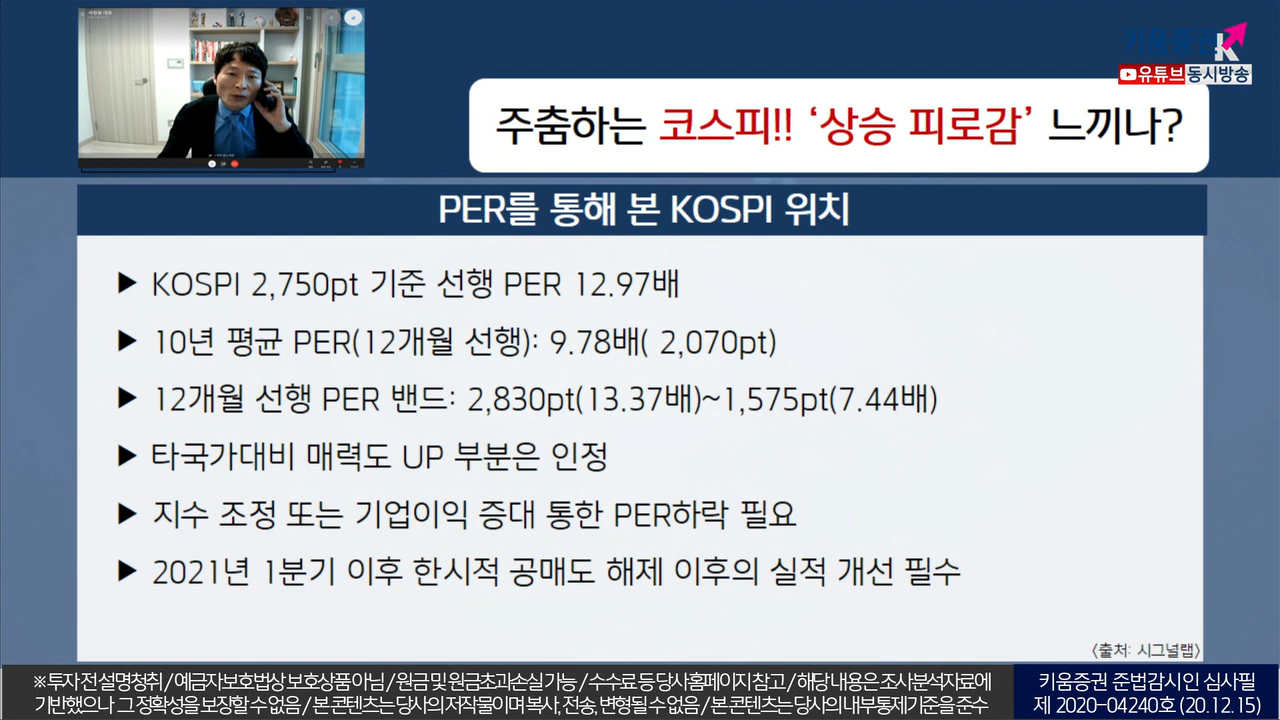 키움증권
유튜브동시방송
주춤하는 코스피!! ‘상승 피로감’ 느끼나?
PER를 통해 본 KOSPI 위치
▶ KOSPI 2,750pt 기준 선행 PER 12.97배
▶ 10년 평균 PER(12개월 선행): 9.78배( 2,070pt)
▶ 12개월 선행 PER 밴드: 2,830pt(13.37배)~1,575pt(7.44배)
▶ 타국가대비 매력도 UP 부분은 인정
▶ 지수 조정 또는 기업이익 증대 통한 PER하락 필요
▶ 2021년 1분기 이후 한시적 공매도 해제 이후의 실적 개선 필수
<출처: 시그널랩>
※ 투자 전 설명청취 / 예금자보호법상 보호상품 아님 / 원금 및 원금초과손실 가능 / 수수료 등 당사홈페이지 참고 / 해당 내용은 조사분석자료에
기반했으나 그 정확성을 보장할 수 없음 / 본 콘텐츠는 당사의 저작물이며 복사, 전송, 변형될 수 없음 / 본 콘텐츠는 당사의 내부통제기준을 준수
키움증권 준법감시인 심사필
제 2020-04240호 (20.12.15)